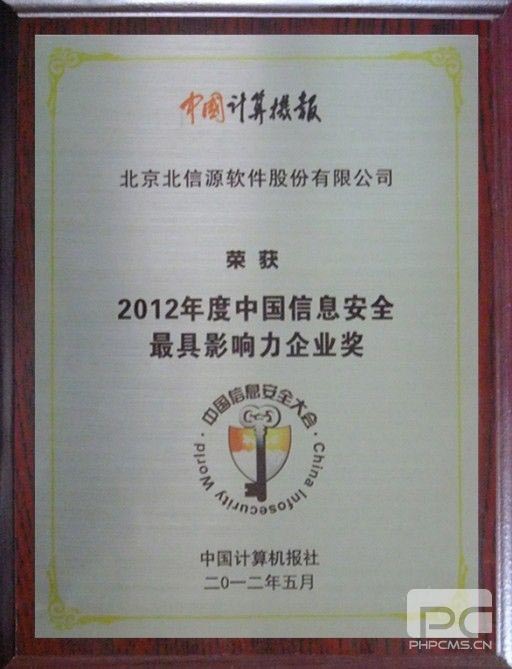 中國计算機報
北京北信源软件股份有限公司
荣获
2012年度中国信息安全
最具影响力企业奖
·中国信息安全大会·
China Infosecurity World
中国计算机报社
二〇一二年五月
PC
PHPCMS.CN